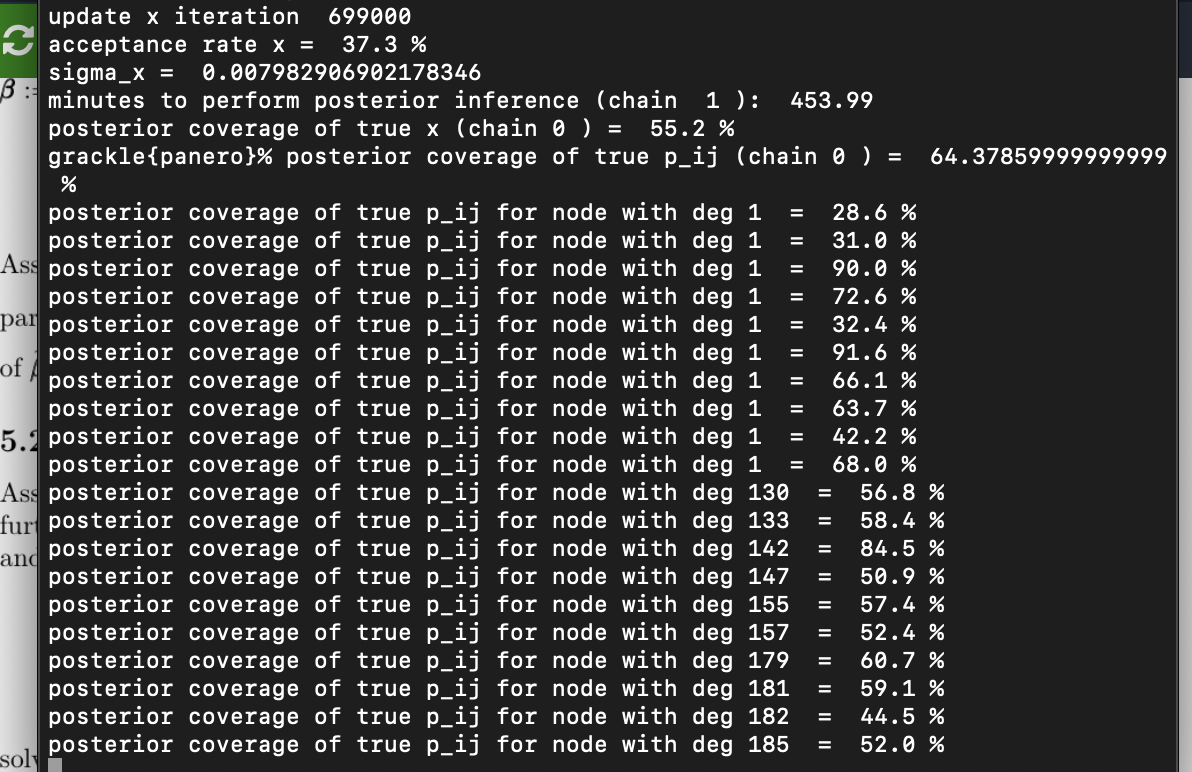 update x iteration  699000
acceptance rate x =  37.3 %
sigma_x =  0.007982906902178346
minutes to perform posterior inference (chain  1 ):  453.99
posterior coverage of true x (chain 0 ) =  55.2 %
grackle{panero}% posterior coverage of true p_ij (chain 0 ) =  64.37859999999999
 %
posterior coverage of true p_ij for node with deg 1  =  28.6 %
posterior coverage of true p_ij for node with deg 1  =  31.0 %
posterior coverage of true p_ij for node with deg 1  =  90.0 %
posterior coverage of true p_ij for node with deg 1  =  72.6 %
posterior coverage of true p_ij for node with deg 1  =  32.4 %
posterior coverage of true p_ij for node with deg 1  =  91.6 %
posterior coverage of true p_ij for node with deg 1  =  66.1 %
posterior coverage of true p_ij for node with deg 1  =  63.7 %
posterior coverage of true p_ij for node with deg 1  =  42.2 %
posterior coverage of true p_ij for node with deg 1  =  68.0 %
posterior coverage of true p_ij for node with deg 130  =  56.8 %
posterior coverage of true p_ij for node with deg 133  =  58.4 %
posterior coverage of true p_ij for node with deg 142  =  84.5 %
posterior coverage of true p_ij for node with deg 147  =  50.9 %
posterior coverage of true p_ij for node with deg 155  =  57.4 %
posterior coverage of true p_ij for node with deg 157  =  52.4 %
posterior coverage of true p_ij for node with deg 179  =  60.7 %
posterior coverage of true p_ij for node with deg 181  =  59.1 %
posterior coverage of true p_ij for node with deg 182  =  44.5 %
posterior coverage of true p_ij for node with deg 185  =  52.0 %
β :
Ass
par
of
5.2
Ass
fur
and
solv